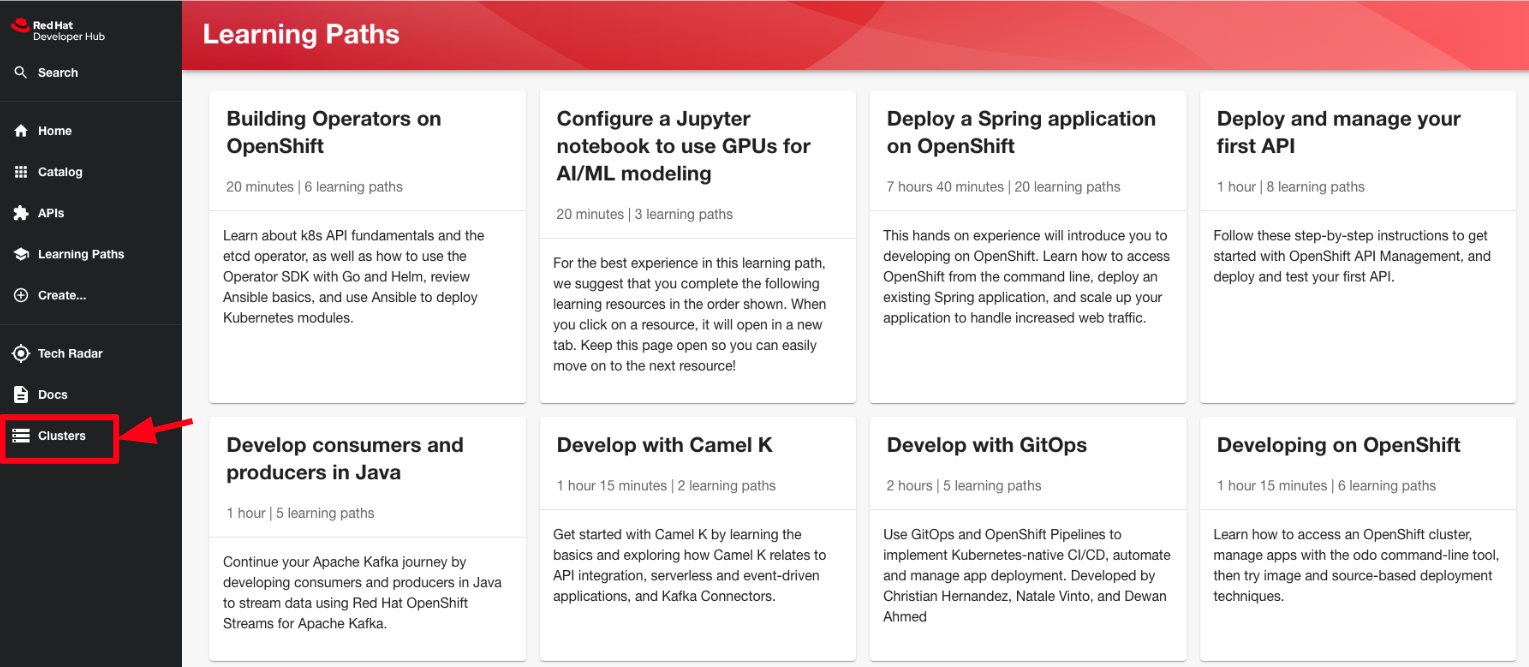 Red Hat
Developer Hub
Search
Home
Catalog
APIs
Learning Paths
Create...
Tech Radar
Docs
Clusters
Learning Paths
Building Operators on
OpenShift
20 minutes | 6 learning paths
Learn about k8s API fundamentals and the
etcd operator, as well as how to use the
Operator SDK with Go and Helm, review
Ansible basics, and use Ansible to deploy
Kubernetes modules.
Configure a Jupyter
notebook to use GPUs for
AI/ML modeling
20 minutes | 3 learning paths
For the best experience in this learning path,
we suggest that you complete the following
learning resources in the order shown. When
you click on a resource, it will open in a new
tab. Keep this page open so you can easily
move on to the next resource!
Deploy a Spring application
on OpenShift
7 hours 40 minutes | 20 learning paths
This hands on experience will introduce you to
developing on OpenShift. Learn how to access
OpenShift from the command line, deploy an
existing Spring application, and scale up your
application to handle increased web traffic.
Deploy and manage your
first API
1 hour | 8 learning paths
Follow these step-by-step instructions to get
started with OpenShift API Management, and
deploy and test your first API.
Develop consumers and
producers in Java
1 hour | 5 learning paths
Continue your Apache Kafka journey by
developing consumers and producers in Java
to stream data using Red Hat OpenShift
Streams for Apache Kafka.
Develop with Camel K
1 hour 15 minutes | 2 learning paths
Get started with Camel K by learning the
basics and exploring how Camel K relates to
API integration, serverless and event-driven
applications, and Kafka Connectors.
Develop with GitOps
2 hours | 5 learning paths
Use GitOps and OpenShift Pipelines to
implement Kubernetes-native CI/CD, automate
and manage app deployment. Developed by
Christian Hernandez, Natale Vinto, and Dewan
Ahmed
Developing on OpenShift
1 hour 15 minutes | 6 learning paths
Learn how to access an OpenShift cluster,
manage apps with the odo command-line tool,
then try image and source-based deployment
techniques.